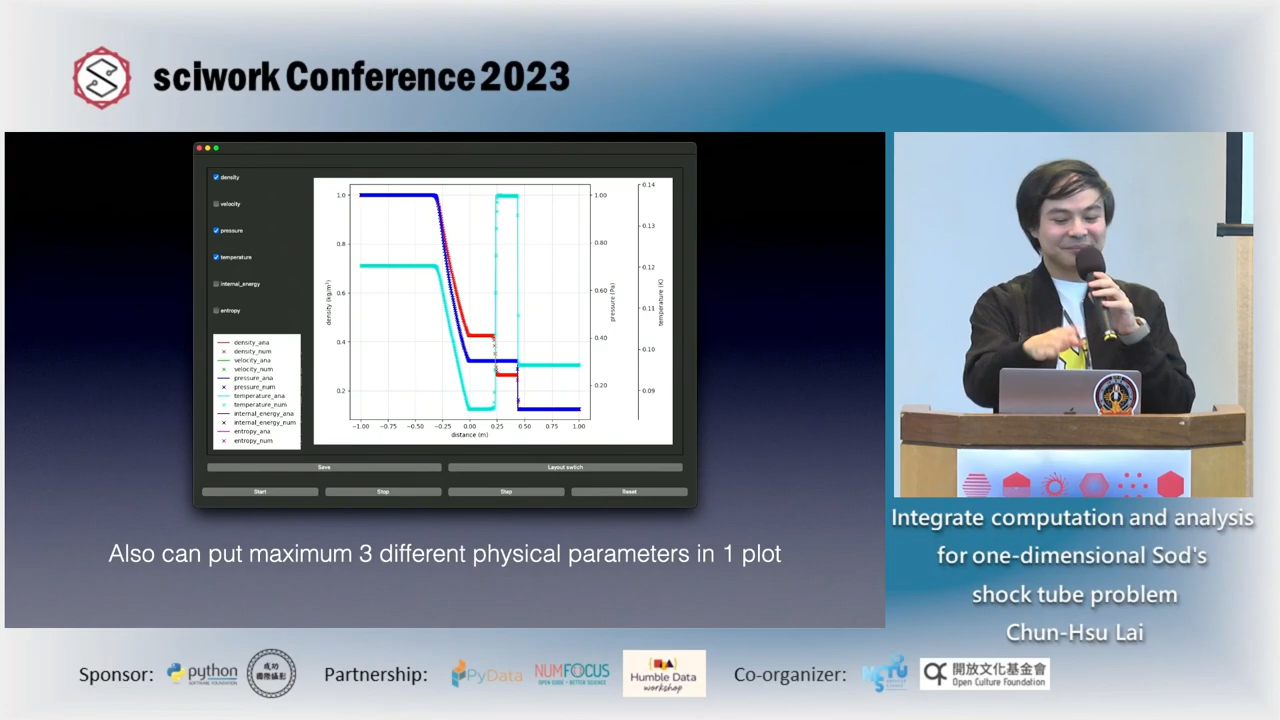 sciwork Conference 2023
density
velocity
pressure
temperature
internal_energy
entropy
density_ana
density_num
velocity_ana
velocity_num
pressure_ana
pressure_num
temperature_ana
temperature_num
internal_energy_ana
internal_energy_num
entropy_ana
entropy_num
1.0
0.8
0.6
0.4
0.2
density (kg/m³)
−1.00 −0.75 −0.50 −0.25 0.00 0.25 0.50 0.75 1.00
distance (m)
1.00
0.80
0.60
0.40
0.20
pressure (Pa)
0.14
0.13
0.12
0.11
0.10
0.09
temperature (K)
Save Layout swtich
Start Stop Step Reset
Also can put maximum 3 different physical parameters in 1 plot
Integrate computation and analysis
for one-dimensional Sod's
shock tube problem
Chun-Hsu Lai
Sponsor: python Partnership: PyData NUMFOCUS Humble Data workshop Co-organizer: 開放文化基金會
OPEN CODE = BETTER SCIENCE
Open Culture Foundation